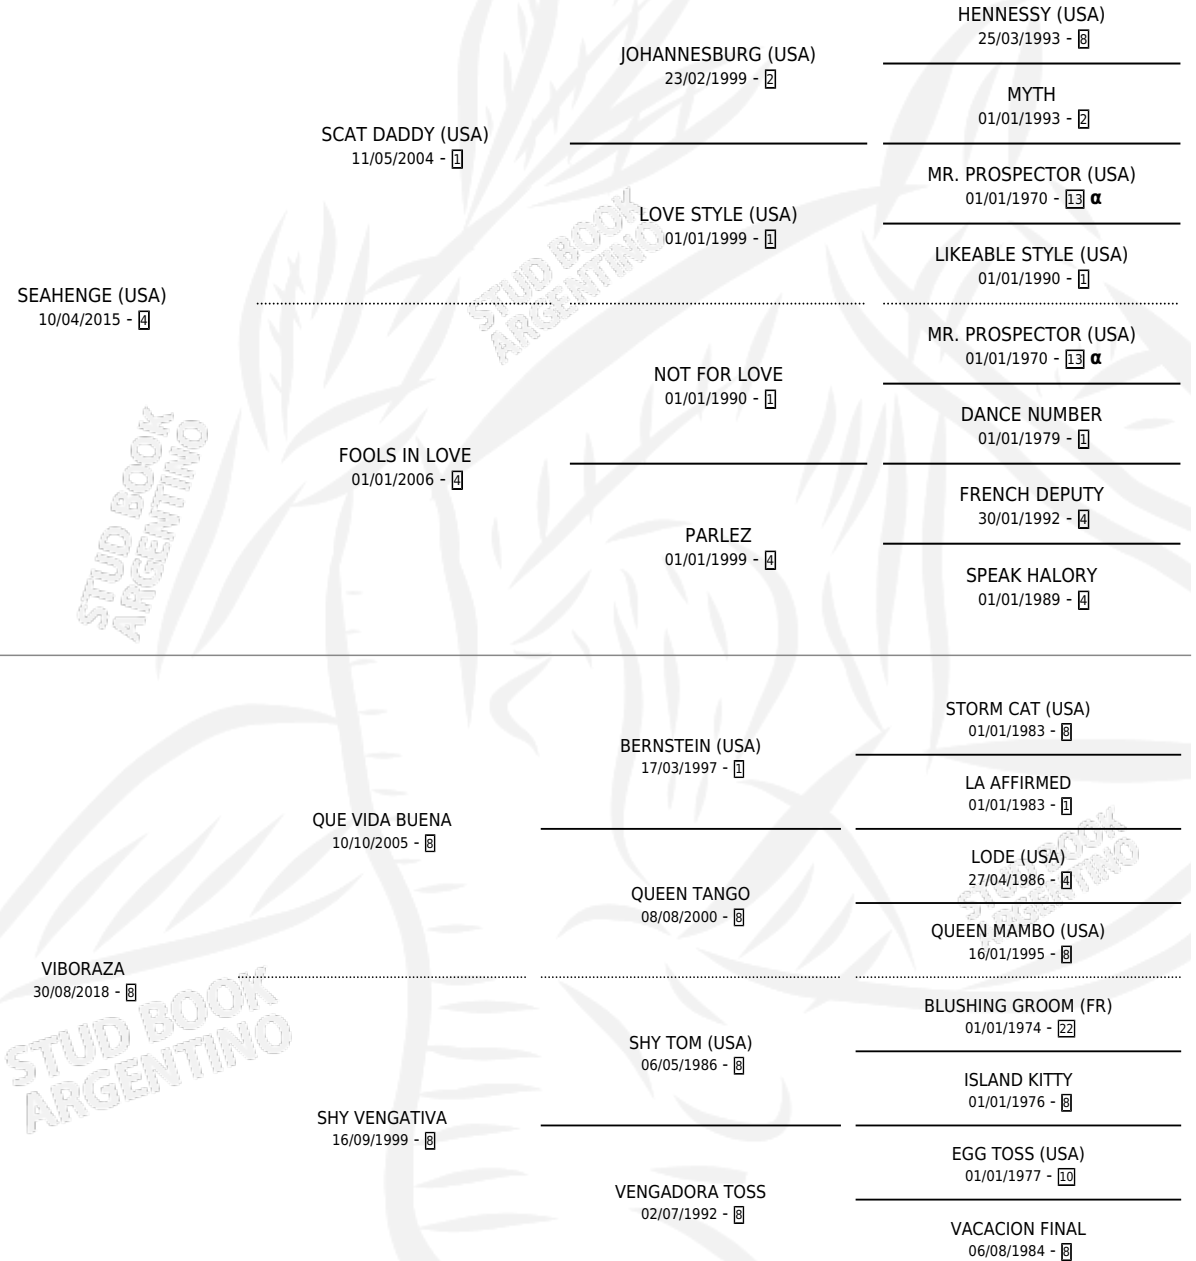 HENNESSY (USA)
25/03/1993 - 8
JOHANNESBURG (USA)
23/02/1999 - 2
MYTH
01/01/1993 - 2
SCAT DADDY (USA)
11/05/2004 - 1
MR. PROSPECTOR (USA)
01/01/1970 - 13 α
LOVE STYLE (USA)
01/01/1999 - 1
LIKEABLE STYLE (USA)
01/01/1990 - 1
SEAHENGE (USA)
10/04/2015 - 4
MR. PROSPECTOR (USA)
01/01/1970 - 13 α
NOT FOR LOVE
01/01/1990 - 1
DANCE NUMBER
01/01/1979 - 1
FOOLS IN LOVE
01/01/2006 - 4
FRENCH DEPUTY
30/01/1992 - 4
PARLEZ
01/01/1999 - 4
SPEAK HALORY
01/01/1989 - 4
STORM CAT (USA)
01/01/1983 - 8
BERNSTEIN (USA)
17/03/1997 - 1
LA AFFIRMED
01/01/1983 - 1
QUE VIDA BUENA
10/10/2005 - 8
LODE (USA)
27/04/1986 - 4
QUEEN TANGO
08/08/2000 - 8
QUEEN MAMBO (USA)
16/01/1995 - 8
VIBORAZA
30/08/2018 - 8
BLUSHING GROOM (FR)
01/01/1974 - 22
SHY TOM (USA)
06/05/1986 - 8
ISLAND KITTY
01/01/1976 - 8
SHY VENGATIVA
16/09/1999 - 8
EGG TOSS (USA)
01/01/1977 - 10
VENGADORA TOSS
02/07/1992 - 8
VACACION FINAL
06/08/1984 - 8
STUD BOOK
ARGENTINO
STUD BOOK
ARGENTINO
STUD BOOK
ARGENTINO
STUD BOOK
ARGENTINO